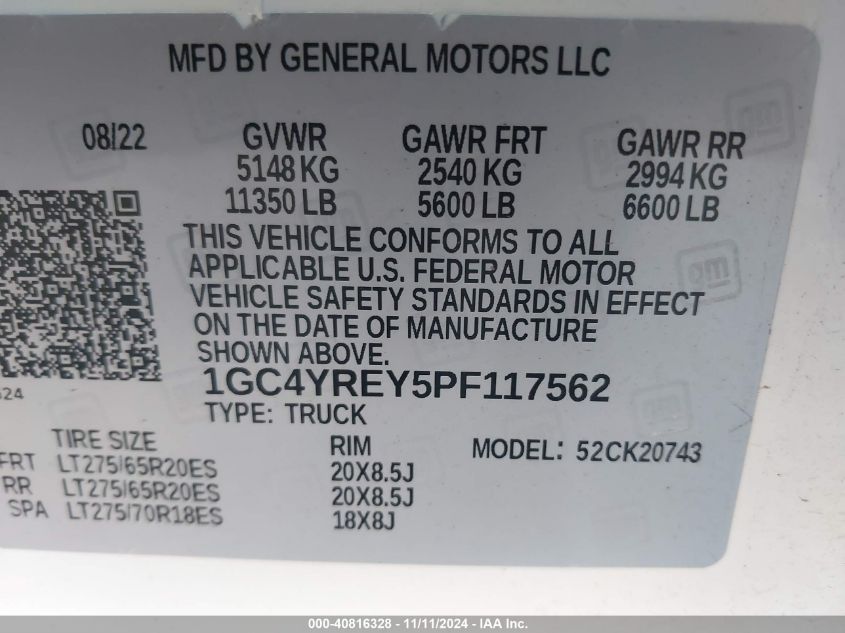 MFD BY GENERAL MOTORS LLC
08/22 GVWR GAWR FRT GAWR RR
5148 KG 2540 KG 2994 KG
11350 LB 5600 LB 6600 LB
THIS VEHICLE CONFORMS TO ALL
APPLICABLE U.S. FEDERAL MOTOR
VEHICLE SAFETY STANDARDS IN EFFECT
ON THE DATE OF MANUFACTURE
SHOWN ABOVE.
1GC4YREY5PF117562
TYPE: TRUCK
TIRE SIZE RIM MODEL: 52CK20743
FRT LT275/65R20ES 20X8.5J
RR LT275/65R20ES 20X8.5J
SPA LT275/70R18ES 18X8J
gm
000-40816328 - 11/11/2024 - IAA Inc.